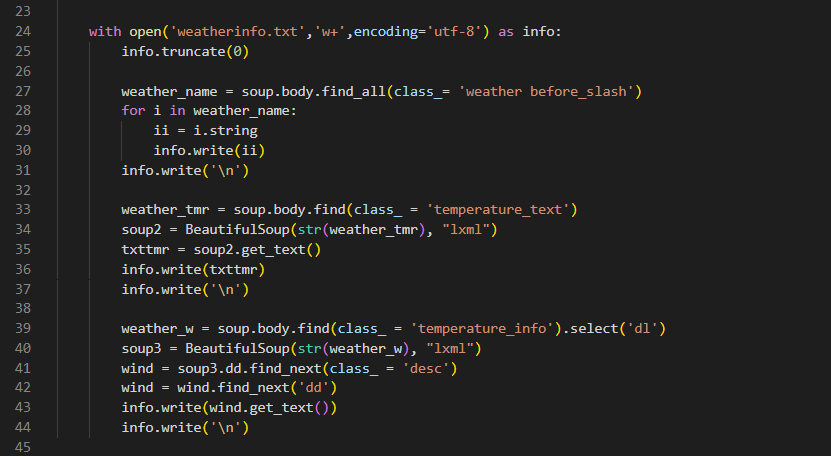 23
24 with open('weatherinfo.txt','w+',encoding='utf-8') as info:
25 info.truncate(0)
26
27 weather_name = soup.body.find_all(class_= 'weather before_slash')
28 for i in weather_name:
29 ii = i.string
30 info.write(ii)
31 info.write('\n')
32
33 weather_tmr = soup.body.find(class_ = 'temperature_text')
34 soup2 = BeautifulSoup(str(weather_tmr), "lxml")
35 txttmr = soup2.get_text()
36 info.write(txttmr)
37 info.write('\n')
38
39 weather_w = soup.body.find(class_ = 'temperature_info').select('dl')
40 soup3 = BeautifulSoup(str(weather_w), "lxml")
41 wind = soup3.dd.find_next(class_ = 'desc')
42 wind = wind.find_next('dd')
43 info.write(wind.get_text())
44 info.write('\n')
45